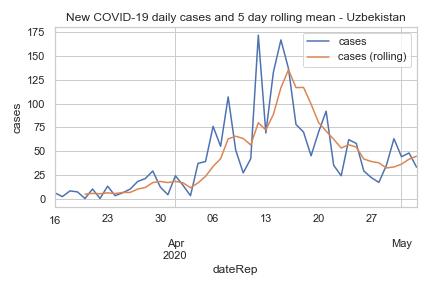 New COVID-19 daily cases and 5 day rolling mean - Uzbekistan
cases
cases (rolling)
175
150
125
100
75
50
25
0
cases
16
23
30
06
13
20
27
Apr
2020
May
dateRep